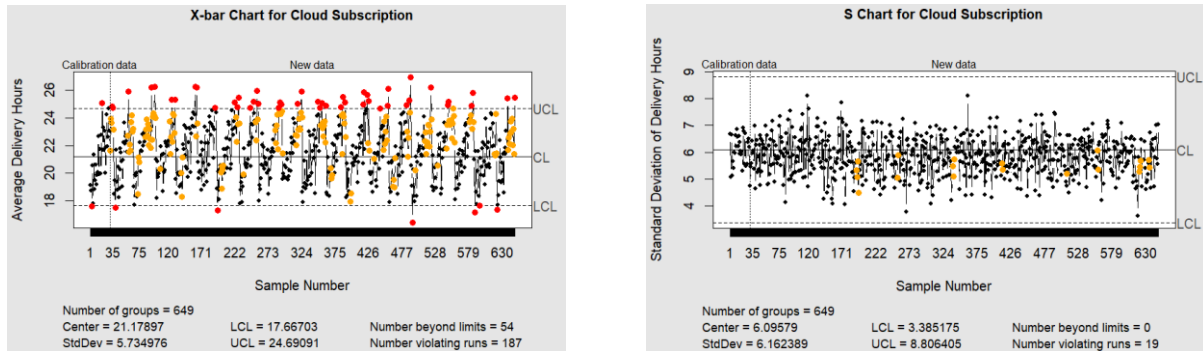 X-bar Chart for Cloud Subscription
Calibration data New data
Average Delivery Hours
26
24
22
20
18
UCL
CL
LCL
1 35 75 120 171 222 273 324 375 426 477 528 579 630
Sample Number
Number of groups = 649
Center = 21.17897 LCL = 17.66703 Number beyond limits = 54
StdDev = 5.734976 UCL = 24.69091 Number violating runs = 187
S Chart for Cloud Subscription
Calibration data New data
Standard Deviation of Delivery Hours
9
8
7
6
5
4
UCL
CL
LCL
1 35 75 120 171 222 273 324 375 426 477 528 579 630
Sample Number
Number of groups = 649
Center = 6.09579 LCL = 3.385175 Number beyond limits = 0
StdDev = 6.162389 UCL = 8.806405 Number violating runs = 19